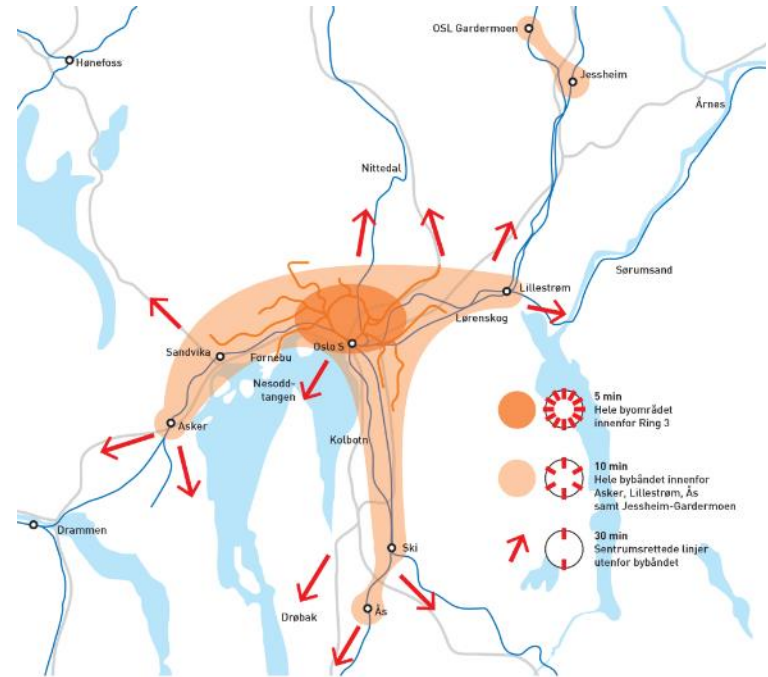 OSL Gardermoen
Hønefoss
Jessheim
Årnes
Nittedal
Sørumsand
Lillestrøm
Lørenskog
Sandvika
Fornebu
Oslo S
Nesodd-
tangen
Asker
Kolbotn
Drammen
Ski
Drøbak
Ås
5 min
Hele byområdet
innenfor Ring 3
10 min
Hele bybåndet innenfor
Asker, Lillestrøm, Ås
samt Jessheim-Gardermoen
30 min
Sentrumsrettede linjer
utenfor bybåndet